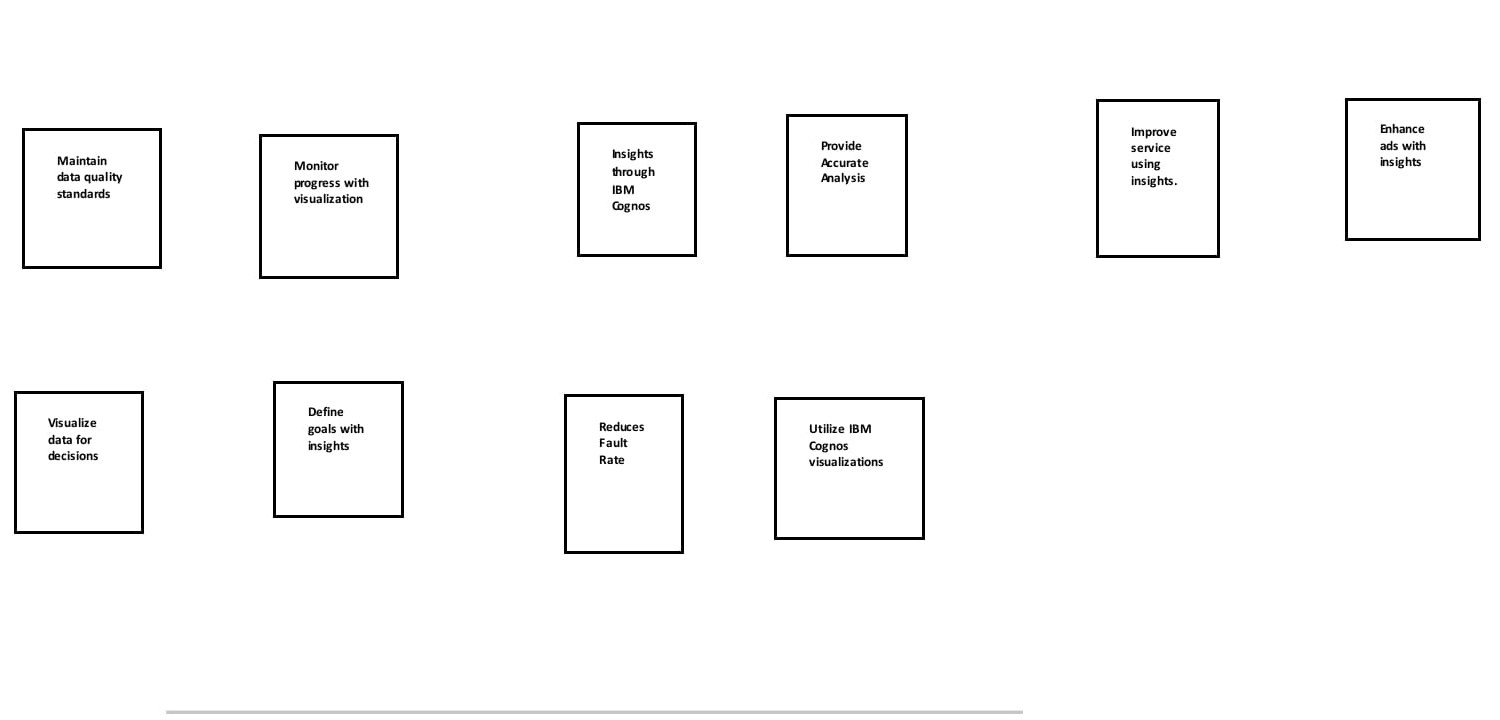 Maintain
data quality
standards
Monitor
progress with
visualization
Insights
through
IBM
Cognos
Provide
Accurate
Analysis
Improve
service
using
insights.
Enhance
ads with
insights
Visualize
data for
decisions
Define
goals with
insights
Reduces
Fault
Rate
Utilize IBM
Cognos
visualizations